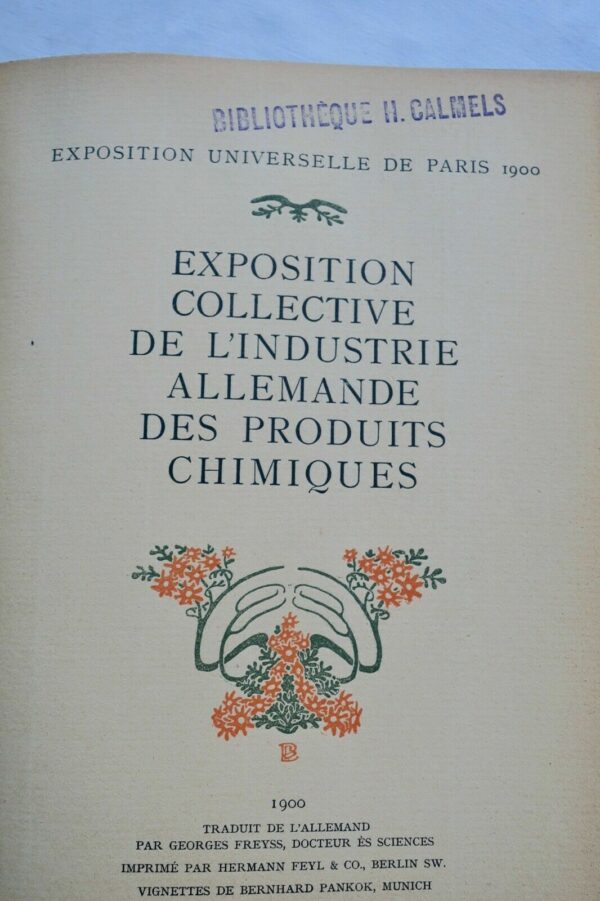 BIBLIOTHÈQUE H. CALMELS
EXPOSITION UNIVERSELLE DE PARIS 1900
EXPOSITION
COLLECTIVE
DE L'INDUSTRIE
ALLEMANDE
DES PRODUITS
CHIMIQUES
1900
TRADUIT DE L'ALLEMAND
PAR GEORGES FREYSS, DOCTEUR ÈS SCIENCES
IMPRIMÉ PAR HERMANN FEYL & CO., BERLIN SW.
VIGNETTES DE BERNHARD PANKOK, MUNICH